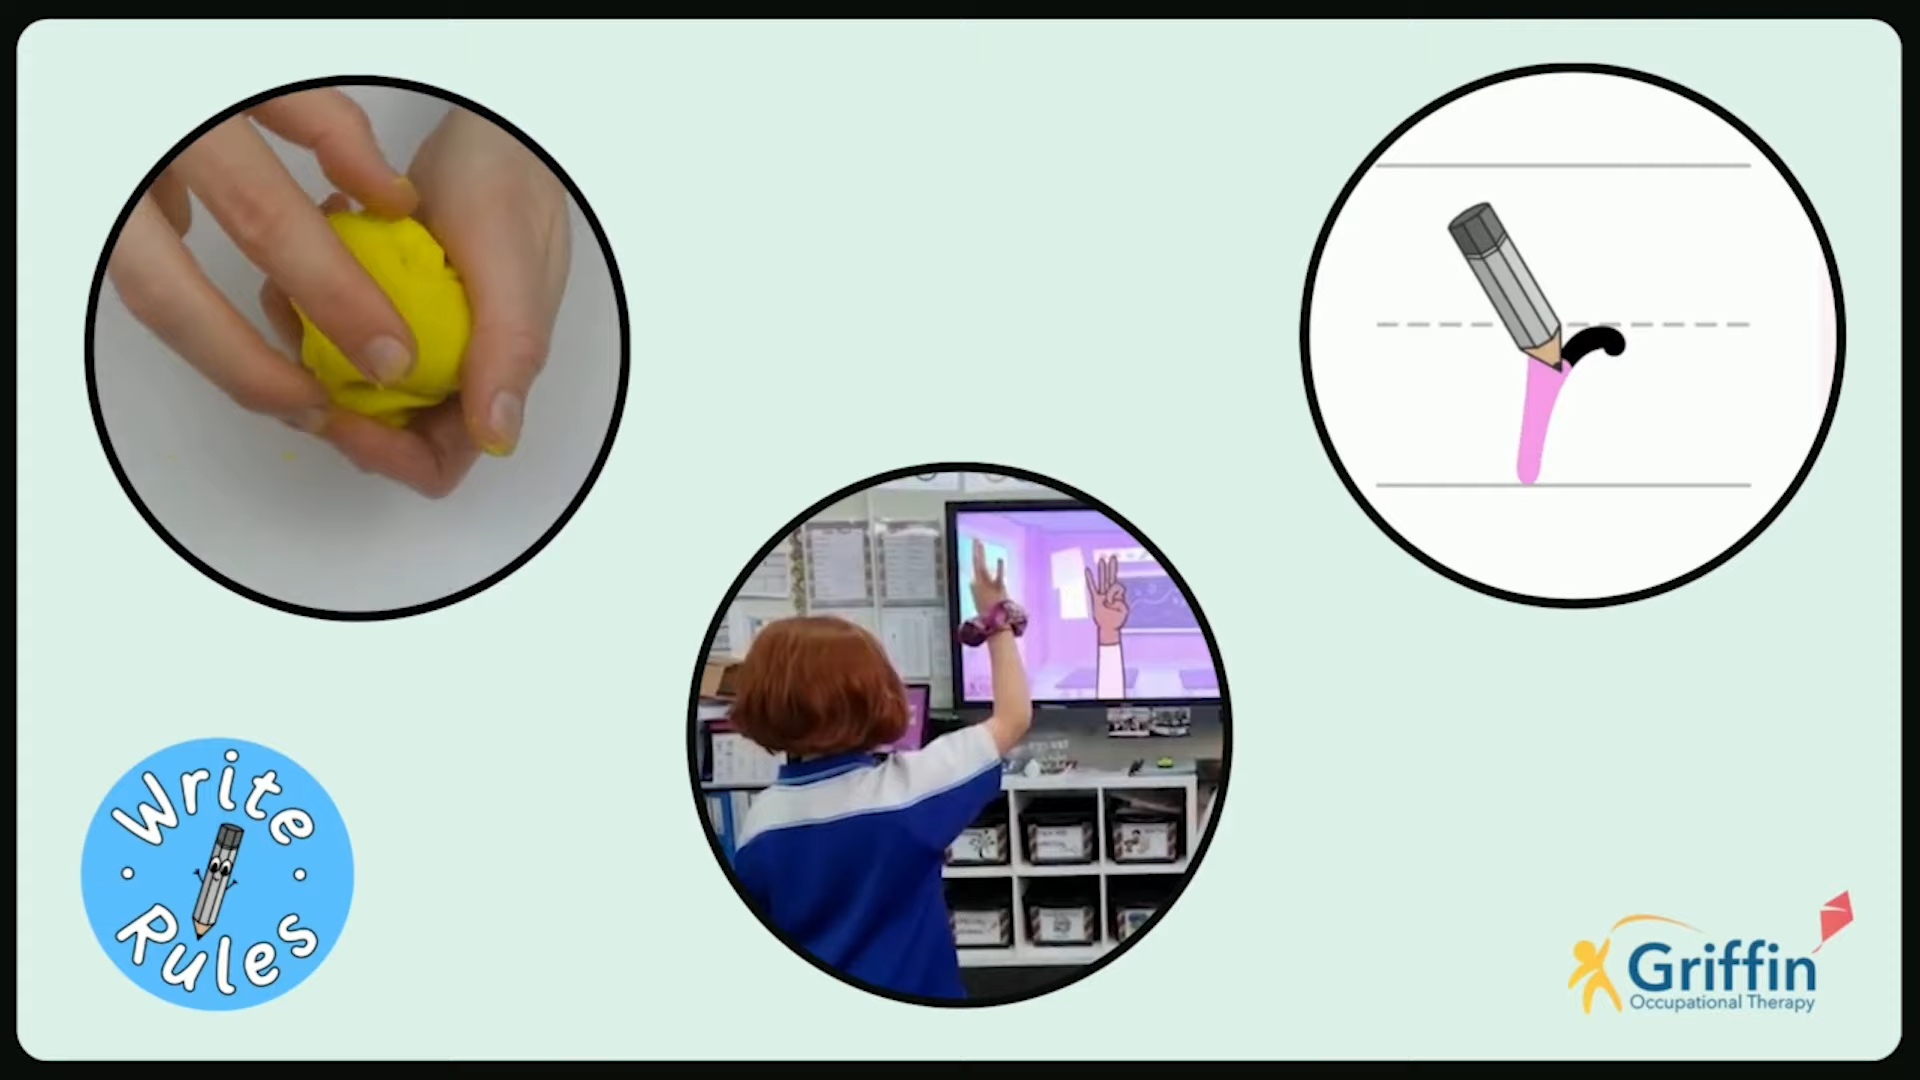 Write
Rules
Griffin
Occupational Therapy